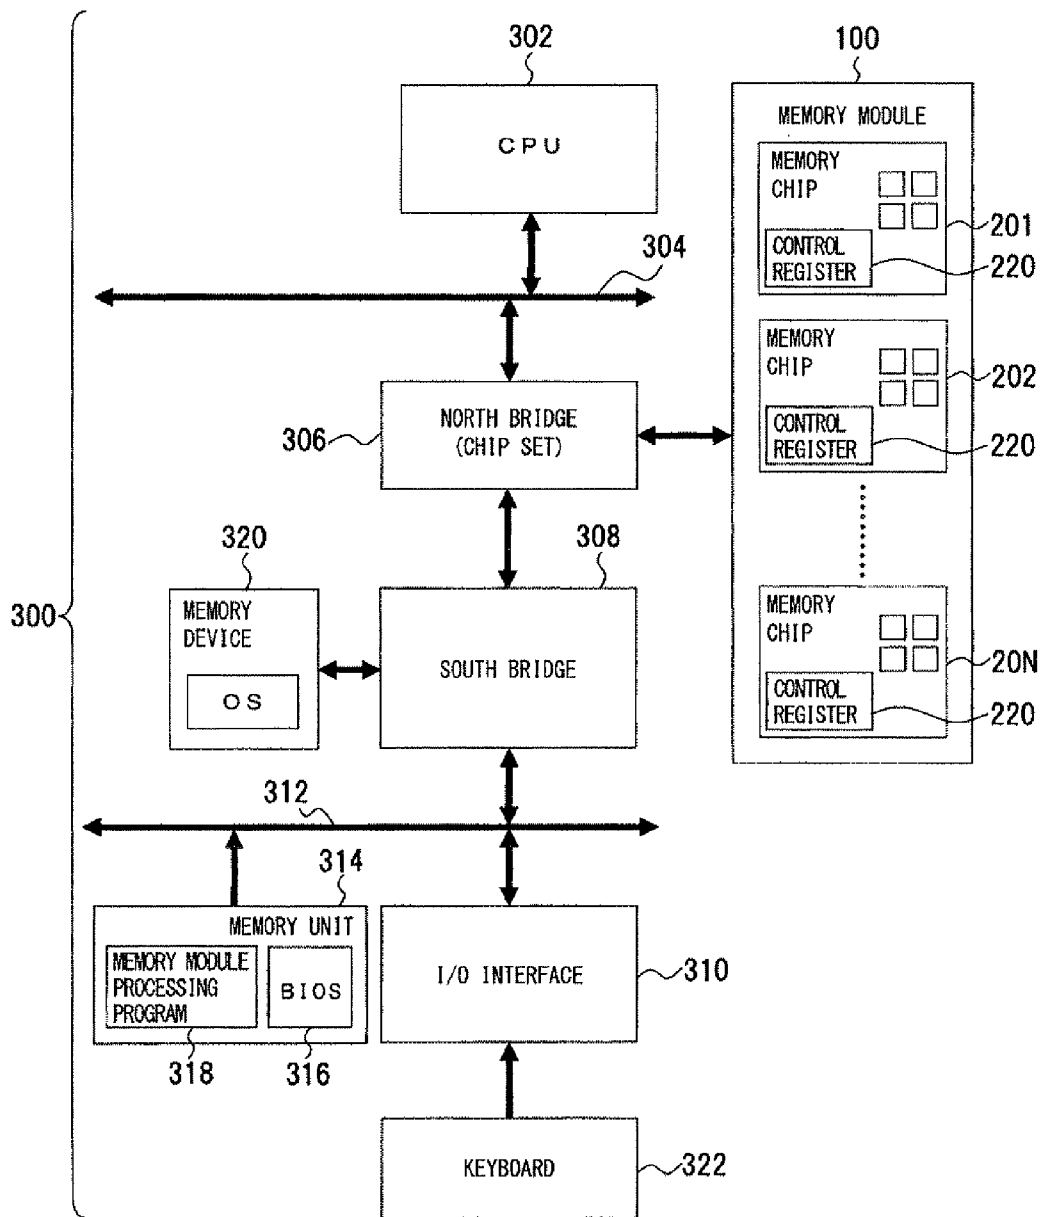 302
100
CPU
MEMORY MODULE
MEMORY
CHIP
201
CONTROL
REGISTER
220
304
MEMORY
CHIP
202
CONTROL
REGISTER
220
306
NORTH BRIDGE
(CHIP SET)
320
308
300
MEMORY
DEVICE
OS
SOUTH BRIDGE
MEMORY
CHIP
20N
CONTROL
REGISTER
220
312
314
MEMORY UNIT
MEMORY MODULE
PROCESSING
PROGRAM
BIOS
318
316
I/O INTERFACE
310
KEYBOARD
322